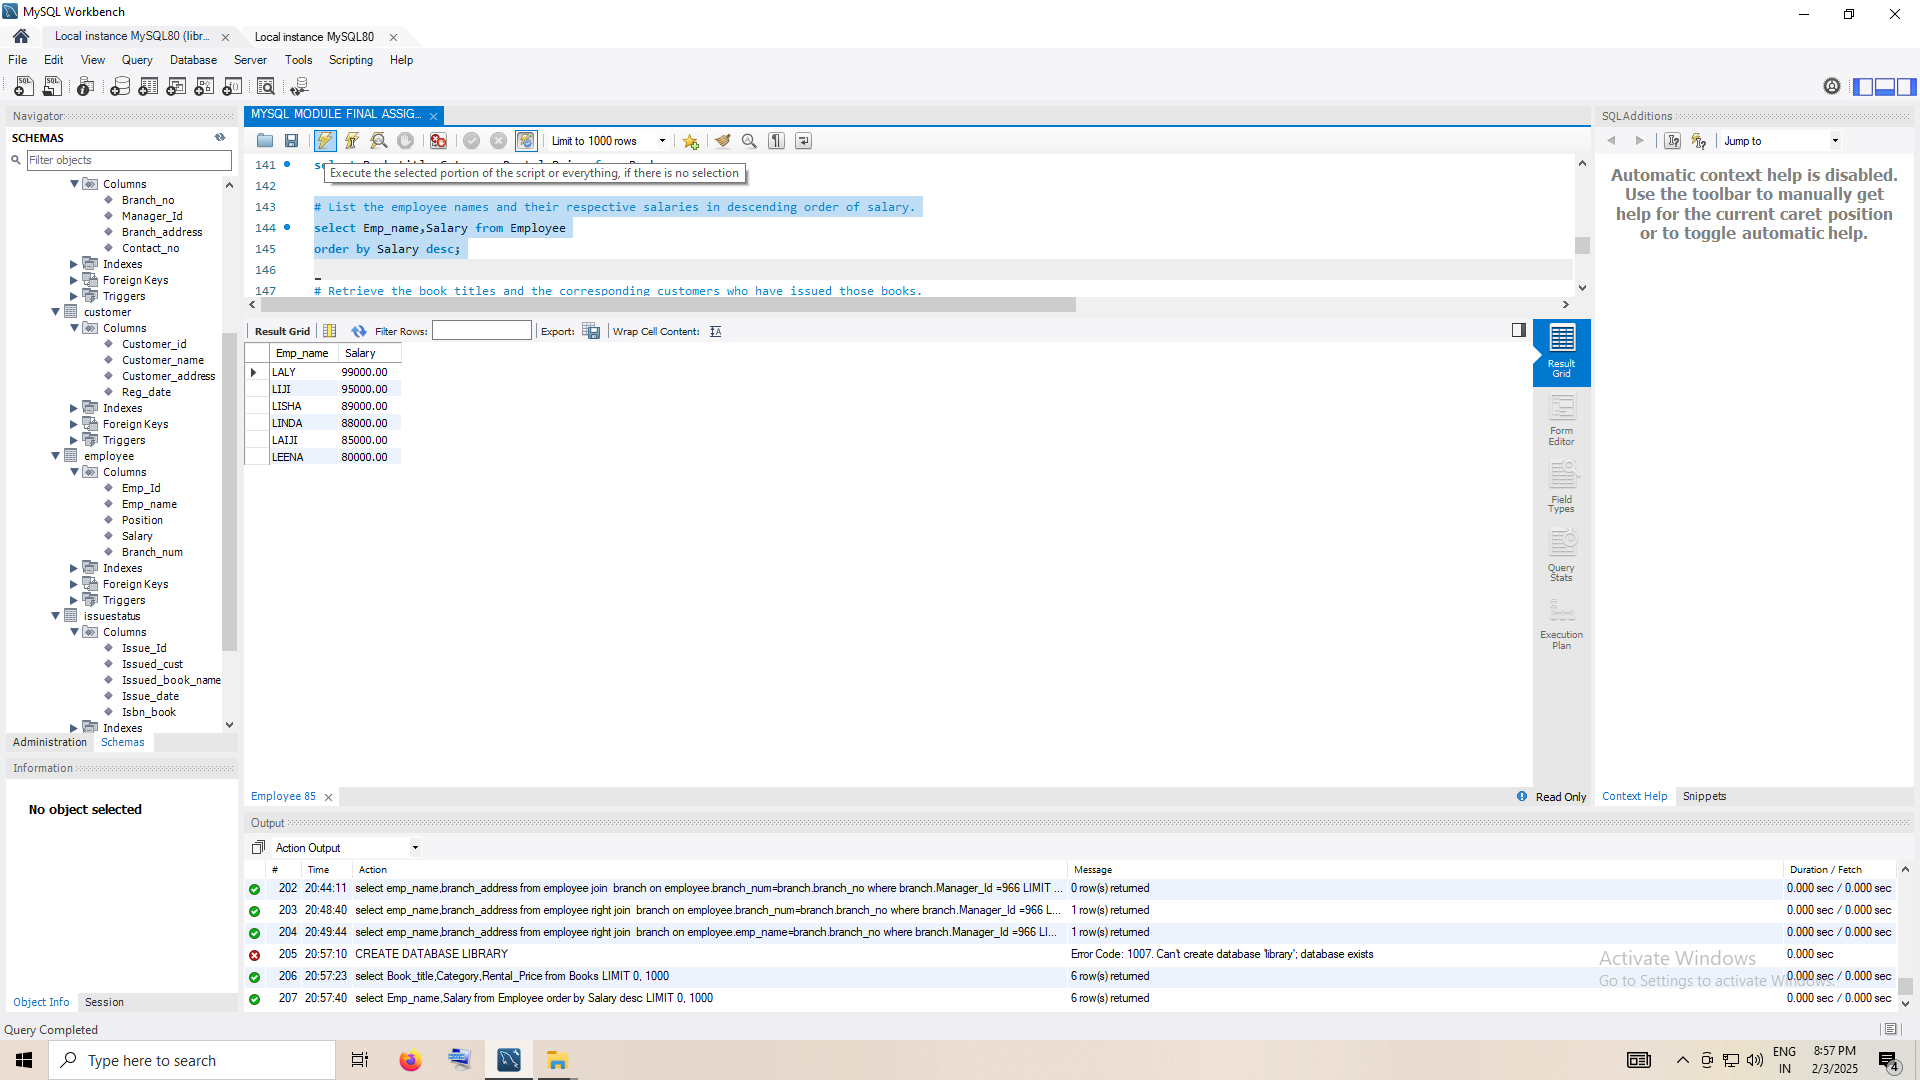 MySQL Workbench
Local instance MySQL80 (libr...
Local instance MySQL80
File Edit View Query Database Server Tools Scripting Help
Navigator
SCHEMAS
Filter objects
Columns
Branch_no
Manager_Id
Branch_address
Contact_no
Indexes
Foreign Keys
Triggers
customer
Columns
Customer_id
Customer_name
Customer_address
Reg_date
Indexes
Foreign Keys
Triggers
employee
Columns
Emp_Id
Emp_name
Position
Salary
Branch_num
Indexes
Foreign Keys
Triggers
issuestatus
Columns
Issue_Id
Issued_cust
Issued_book_name
Issue_date
Isbn_book
Indexes
Administration Schemas
Information
No object selected
Object Info Session
Query Completed
MYSQL MODULE FINAL ASSIG...
Limit to 1000 rows
141
Execute the selected portion of the script or everything, if there is no selection
142
143 # List the employee names and their respective salaries in descending order of salary.
144 select Emp_name,Salary from Employee
145 order by Salary desc;
146
147 # Retrieve the book titles and the corresponding customers who have issued those books.
Result Grid Filter Rows: Export: Wrap Cell Content:
Emp_name Salary
LALY 99000.00
LIJI 95000.00
LISHA 89000.00
LINDA 88000.00
LAIJI 85000.00
LEENA 80000.00
Result
Grid
Form
Editor
Field
Types
Query
Stats
Execution
Plan
Employee 85
Read Only
SQLAdditions
Jump to
Automatic context help is disabled.
Use the toolbar to manually get
help for the current caret position
or to toggle automatic help.
Context Help Snippets
Output
Action Output
# Time Action Message Duration / Fetch
202 20:44:11 select emp_name,branch_address from employee join branch on employee.branch_num=branch.branch_no where branch.Manager_Id =966 LIMIT ... 0 row(s) returned 0.000 sec / 0.000 sec
203 20:48:40 select emp_name,branch_address from employee right join branch on employee.branch_num=branch.branch_no where branch.Manager_Id =966 L... 1 row(s) returned 0.000 sec / 0.000 sec
204 20:49:44 select emp_name,branch_address from employee right join branch on employee.emp_name=branch.branch_no where branch.Manager_Id =966 LI... 1 row(s) returned 0.000 sec / 0.000 sec
205 20:57:10 CREATE DATABASE LIBRARY Error Code: 1007. Can't create database 'library'; database exists 0.000 sec
206 20:57:23 select Book_title,Category,Rental_Price from Books LIMIT 0, 1000 6 row(s) returned 0.000 sec / 0.000 sec
207 20:57:40 select Emp_name,Salary from Employee order by Salary desc LIMIT 0, 1000 6 row(s) returned 0.000 sec / 0.000 sec
Activate Windows
Go to Settings to activate Windows.
Type here to search
ENG
IN
8:57 PM
2/3/2025
4